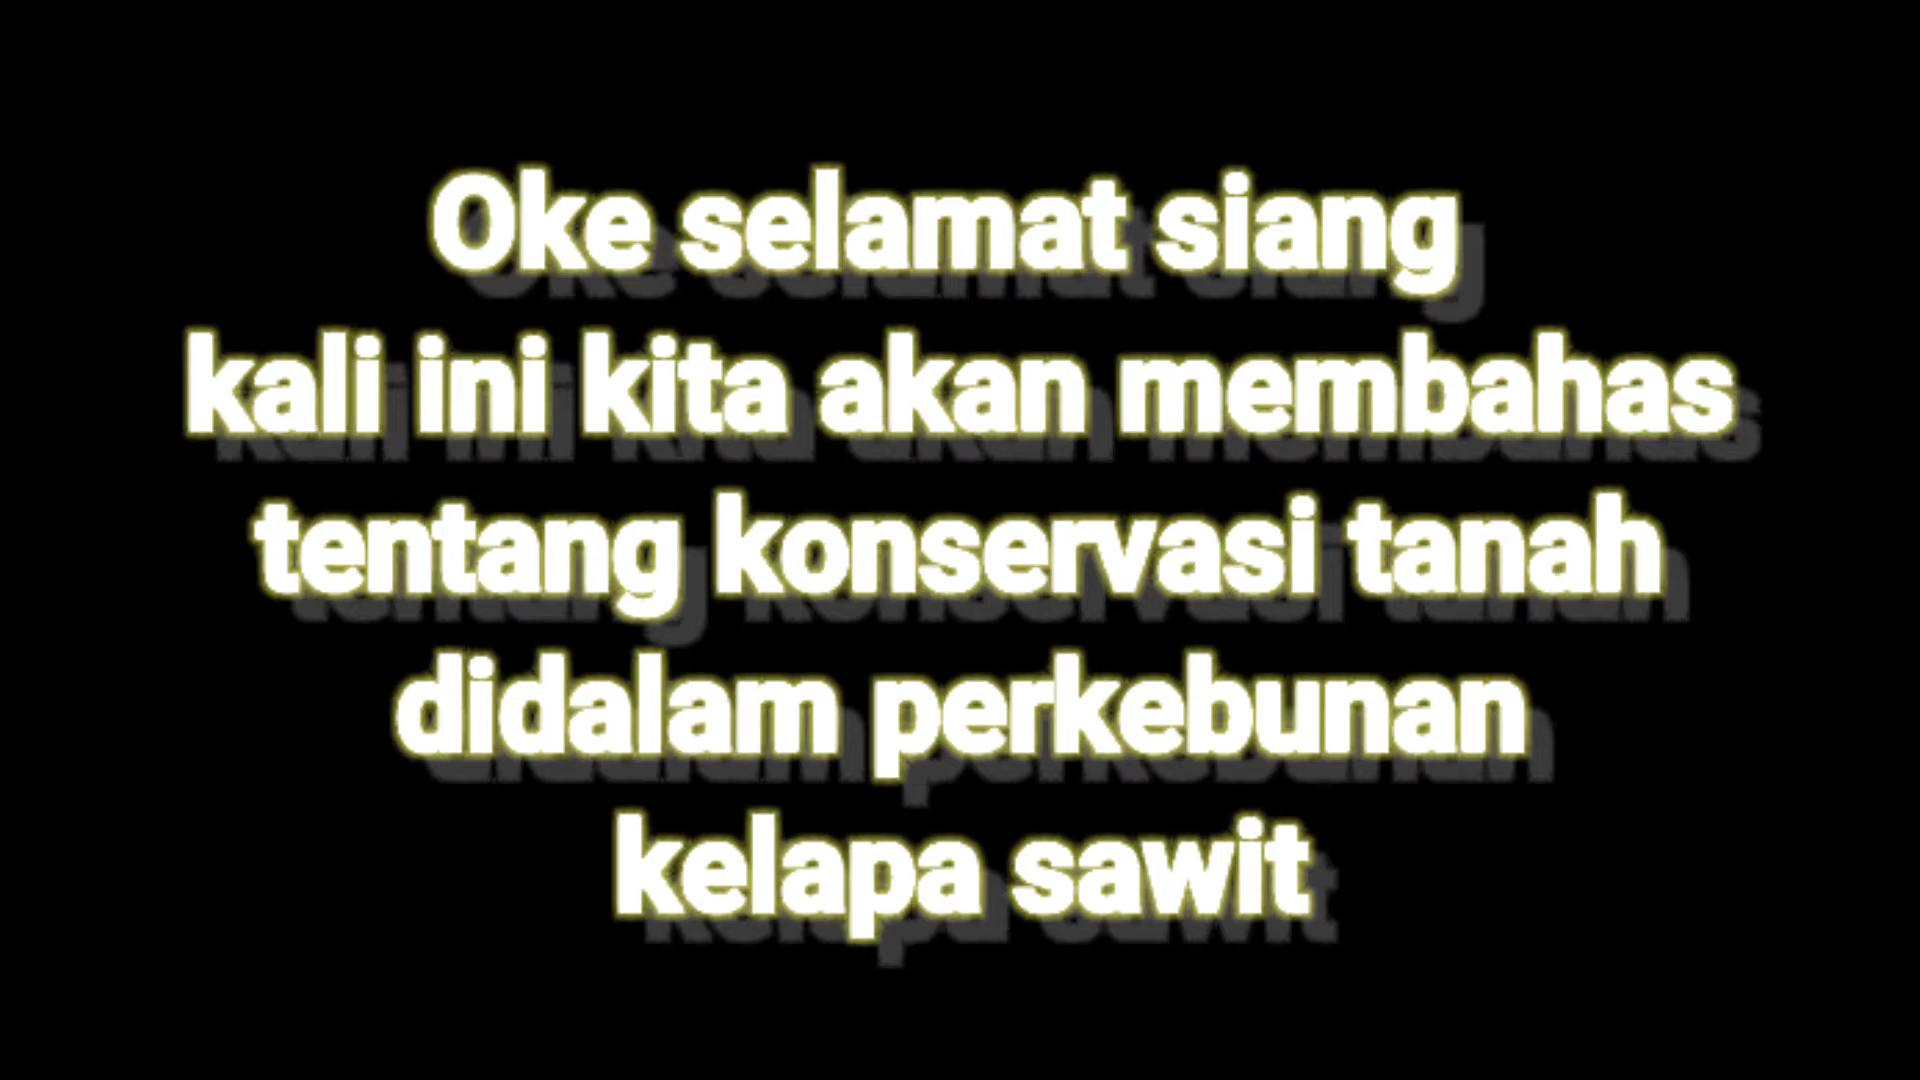 Oke selamat siang
kali ini kita akan membahas
tentang konservasi tanah
didalam perkebunan
kelapa sawit